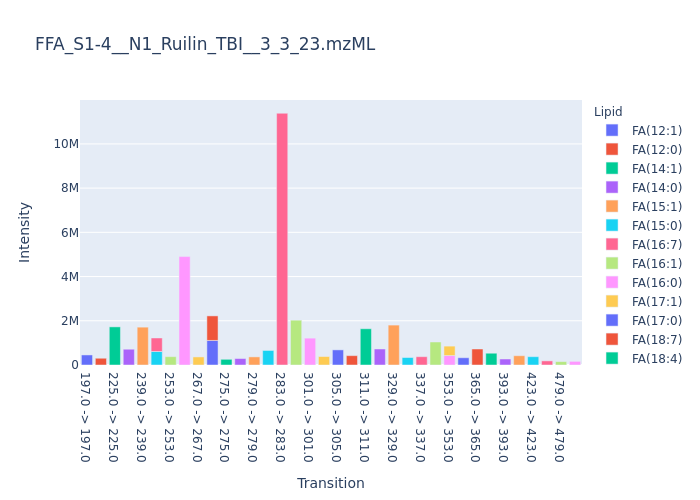 FFA_S1-4__N1_Ruilin_TBI__3_3_23.mzML
Lipid
FA(12:1)
FA(12:0)
FA(14:1)
FA(14:0)
FA(15:1)
FA(15:0)
FA(16:7)
FA(16:1)
FA(16:0)
FA(17:1)
FA(17:0)
FA(18:7)
FA(18:4)
Intensity
10M
8M
6M
4M
2M
0
197.0 -> 197.0
225.0 -> 225.0
239.0 -> 239.0
253.0 -> 253.0
267.0 -> 267.0
275.0 -> 275.0
279.0 -> 279.0
283.0 -> 283.0
301.0 -> 301.0
305.0 -> 305.0
311.0 -> 311.0
329.0 -> 329.0
337.0 -> 337.0
353.0 -> 353.0
365.0 -> 365.0
393.0 -> 393.0
423.0 -> 423.0
479.0 -> 479.0
Transition